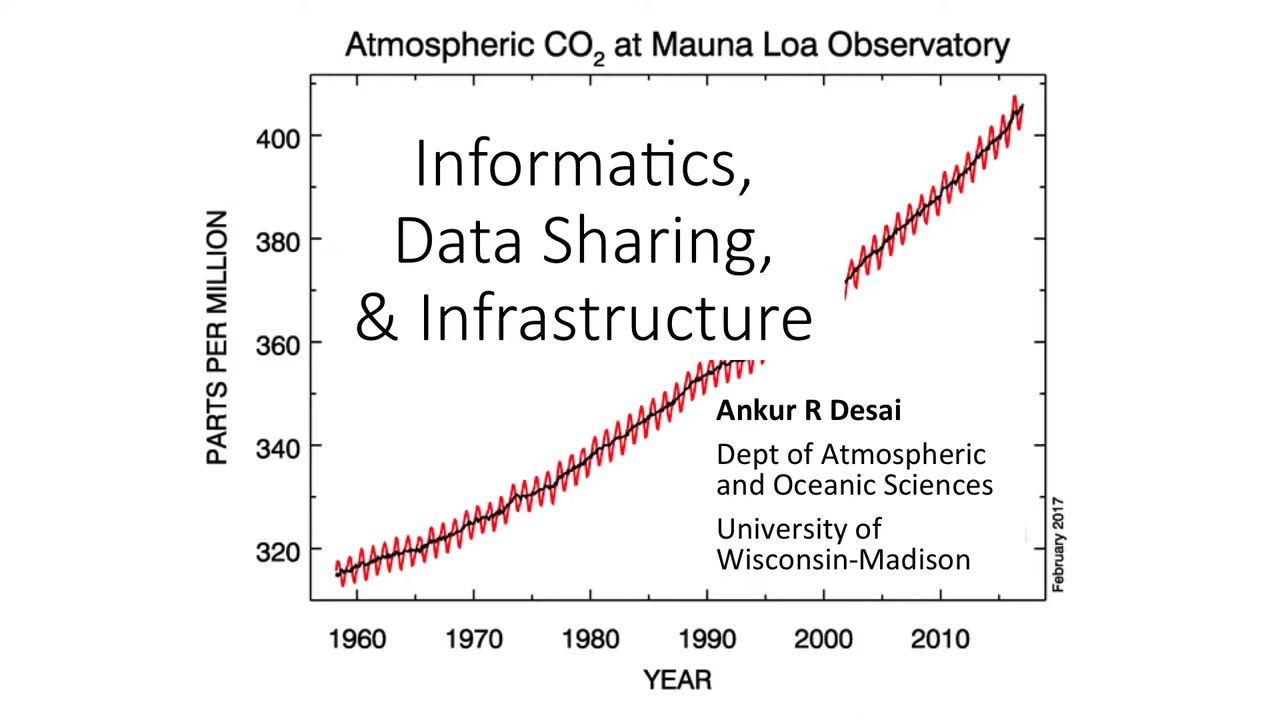 Atmospheric CO₂ at Mauna Loa Observatory
Informatics,
Data Sharing,
& Infrastructure
Ankur R Desai
Dept of Atmospheric
and Oceanic Sciences
University of
Wisconsin-Madison
PARTS PER MILLION
400
380
360
340
320
1960 1970 1980 1990 2000 2010
YEAR
February 2017